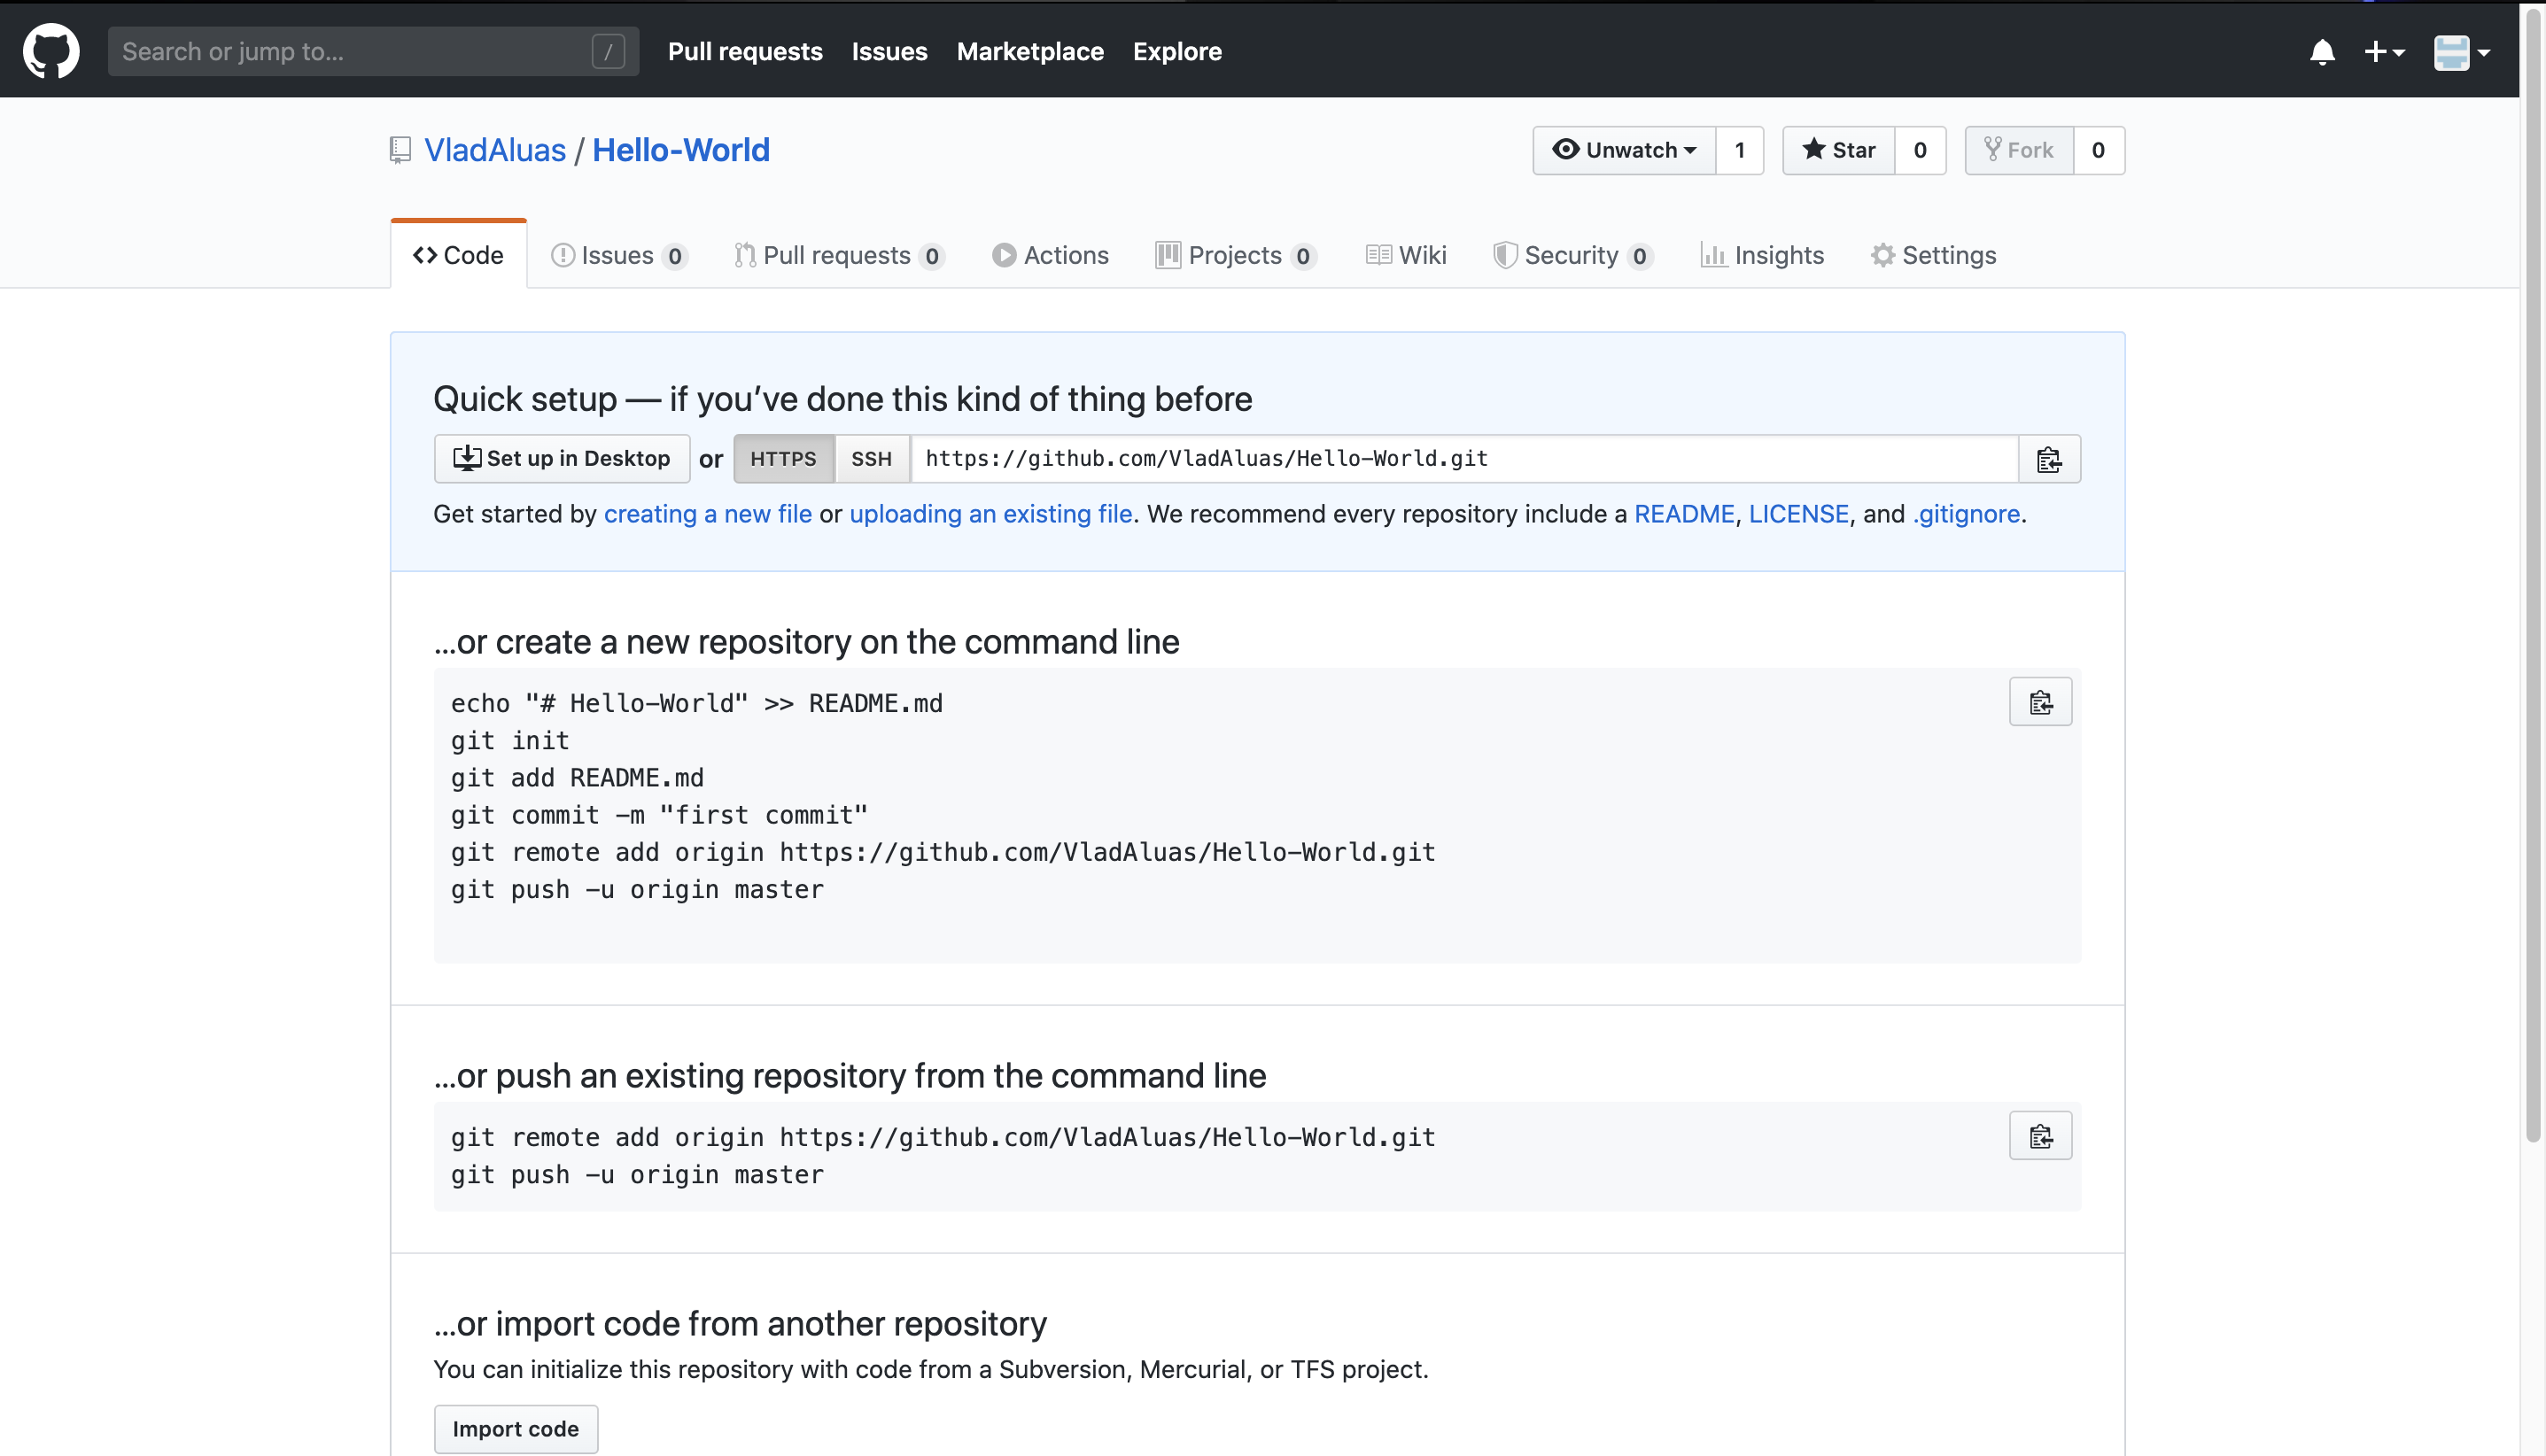 Search or jump to... /
Pull requests Issues Marketplace Explore
VladAluas / Hello-World
Unwatch 1 Star 0 Fork 0
Code Issues 0 Pull requests 0 Actions Projects 0 Wiki Security 0 Insights Settings
Quick setup — if you’ve done this kind of thing before
Set up in Desktop or HTTPS SSH https://github.com/VladAluas/Hello-World.git
Get started by creating a new file or uploading an existing file. We recommend every repository include a README, LICENSE, and .gitignore.
…or create a new repository on the command line
echo "# Hello-World" >> README.md
git init
git add README.md
git commit -m "first commit"
git remote add origin https://github.com/VladAluas/Hello-World.git
git push -u origin master
…or push an existing repository from the command line
git remote add origin https://github.com/VladAluas/Hello-World.git
git push -u origin master
…or import code from another repository
You can initialize this repository with code from a Subversion, Mercurial, or TFS project.
Import code